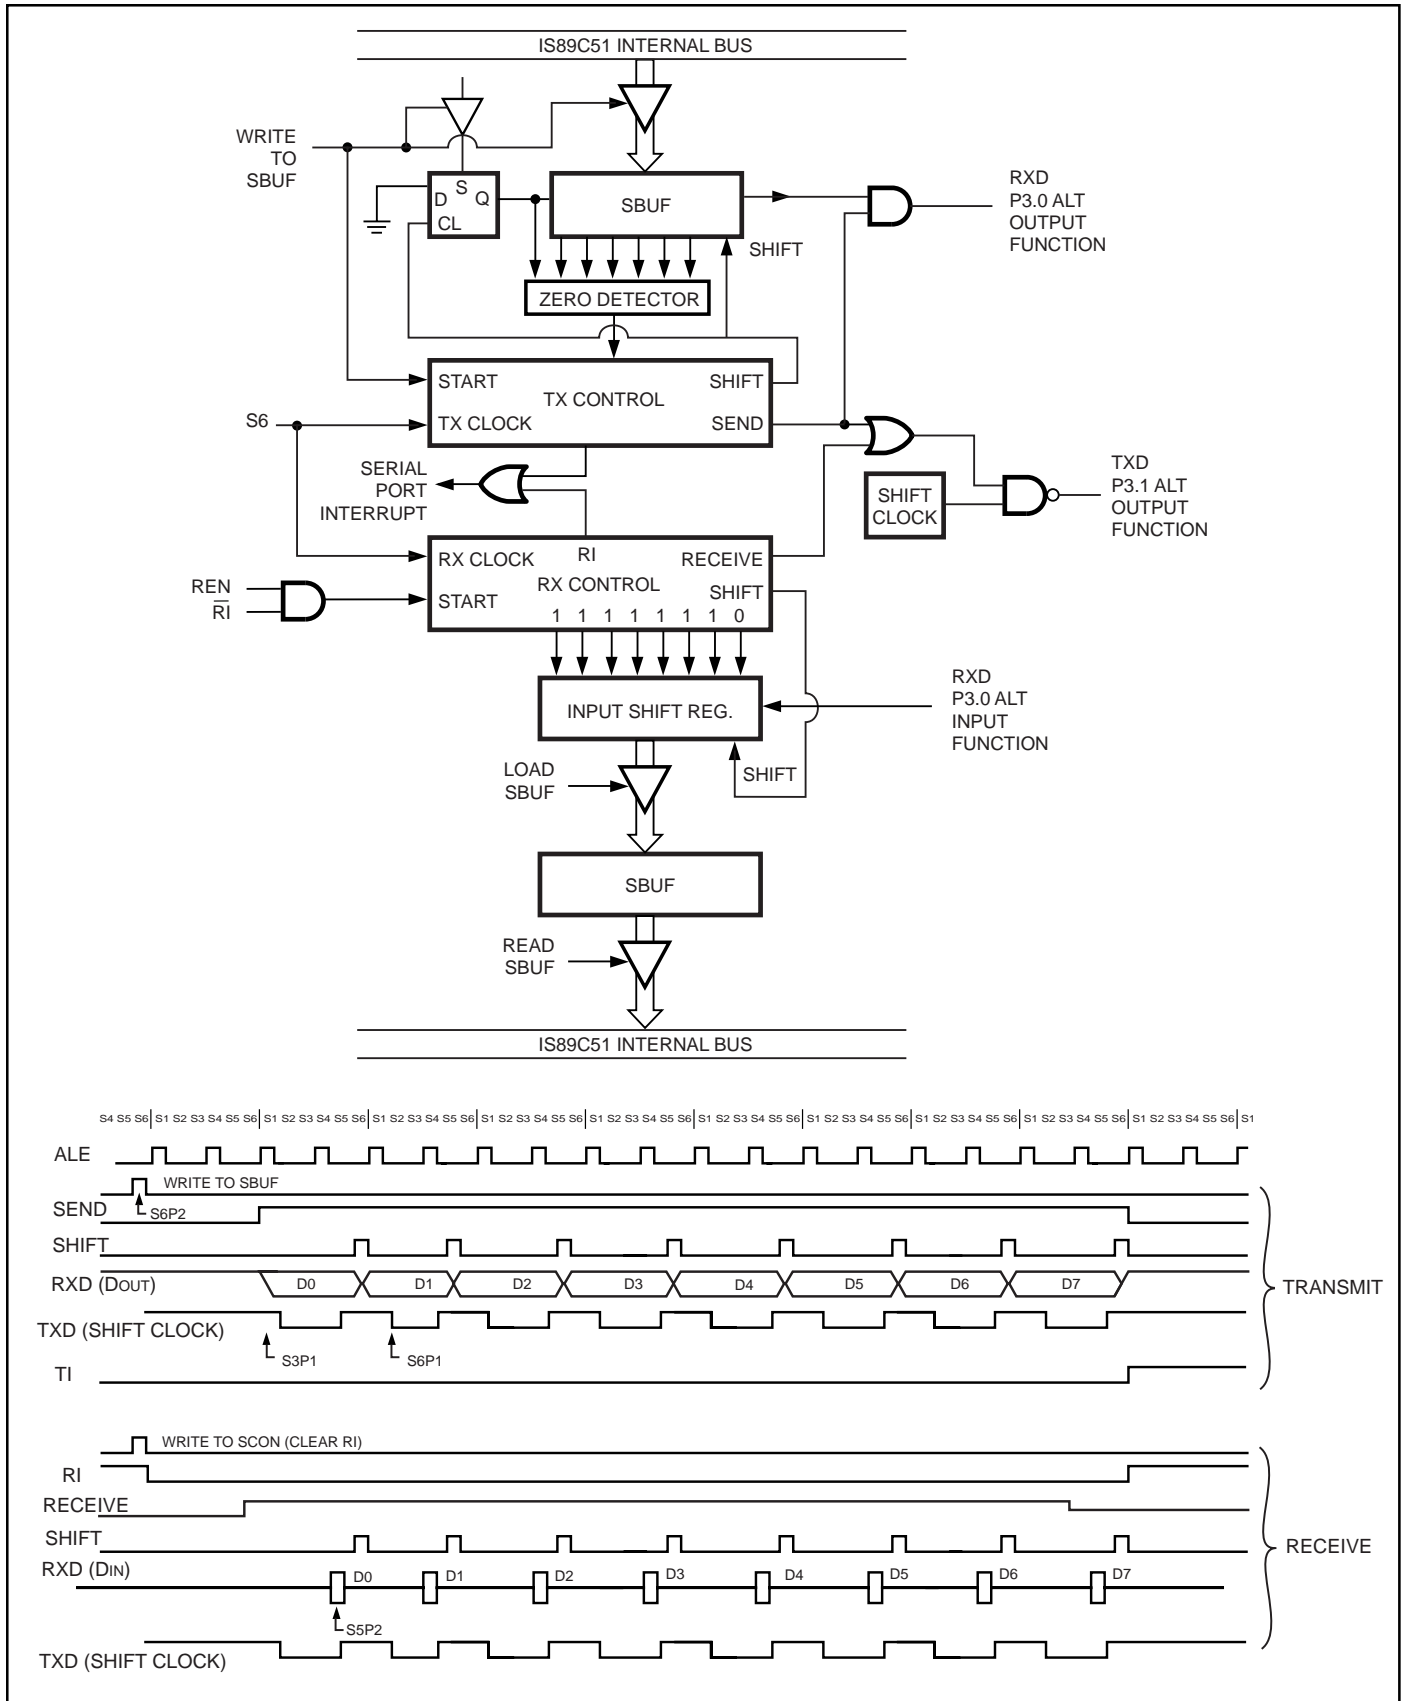 IS89C51 INTERNAL BUS
WRITE
TO
SBUF
D S Q
CL
SBUF
SHIFT
RXD
P3.0 ALT
OUTPUT
FUNCTION
ZERO DETECTOR
START
SHIFT
TX CONTROL
S6
TX CLOCK
SEND
SERIAL
PORT
INTERRUPT
SHIFT
CLOCK
TXD
P3.1 ALT
OUTPUT
FUNCTION
RX CLOCK
RI
RECEIVE
RX CONTROL
SHIFT
REN
R̅I̅
START
1 1 1 1 1 1 1 0
INPUT SHIFT REG.
RXD
P3.0 ALT
INPUT
FUNCTION
LOAD
SBUF
SHIFT
SBUF
READ
SBUF
IS89C51 INTERNAL BUS
S4 S5 S6 S1 S2 S3 S4 S5 S6 S1 S2 S3 S4 S5 S6 S1 S2 S3 S4 S5 S6 S1 S2 S3 S4 S5 S6 S1 S2 S3 S4 S5 S6 S1 S2 S3 S4 S5 S6 S1 S2 S3 S4 S5 S6 S1 S2 S3 S4 S5 S6 S1 S2 S3 S4 S5 S6 S1 S2 S3 S4 S5 S6 S1
ALE
WRITE TO SBUF
SEND
S6P2
SHIFT
RXD (DOUT)
D0 D1 D2 D3 D4 D5 D6 D7
TRANSMIT
TXD (SHIFT CLOCK)
S3P1
S6P1
TI
WRITE TO SCON (CLEAR RI)
RI
RECEIVE
SHIFT
RECEIVE
RXD (DIN)
D0 D1 D2 D3 D4 D5 D6 D7
S5P2
TXD (SHIFT CLOCK)